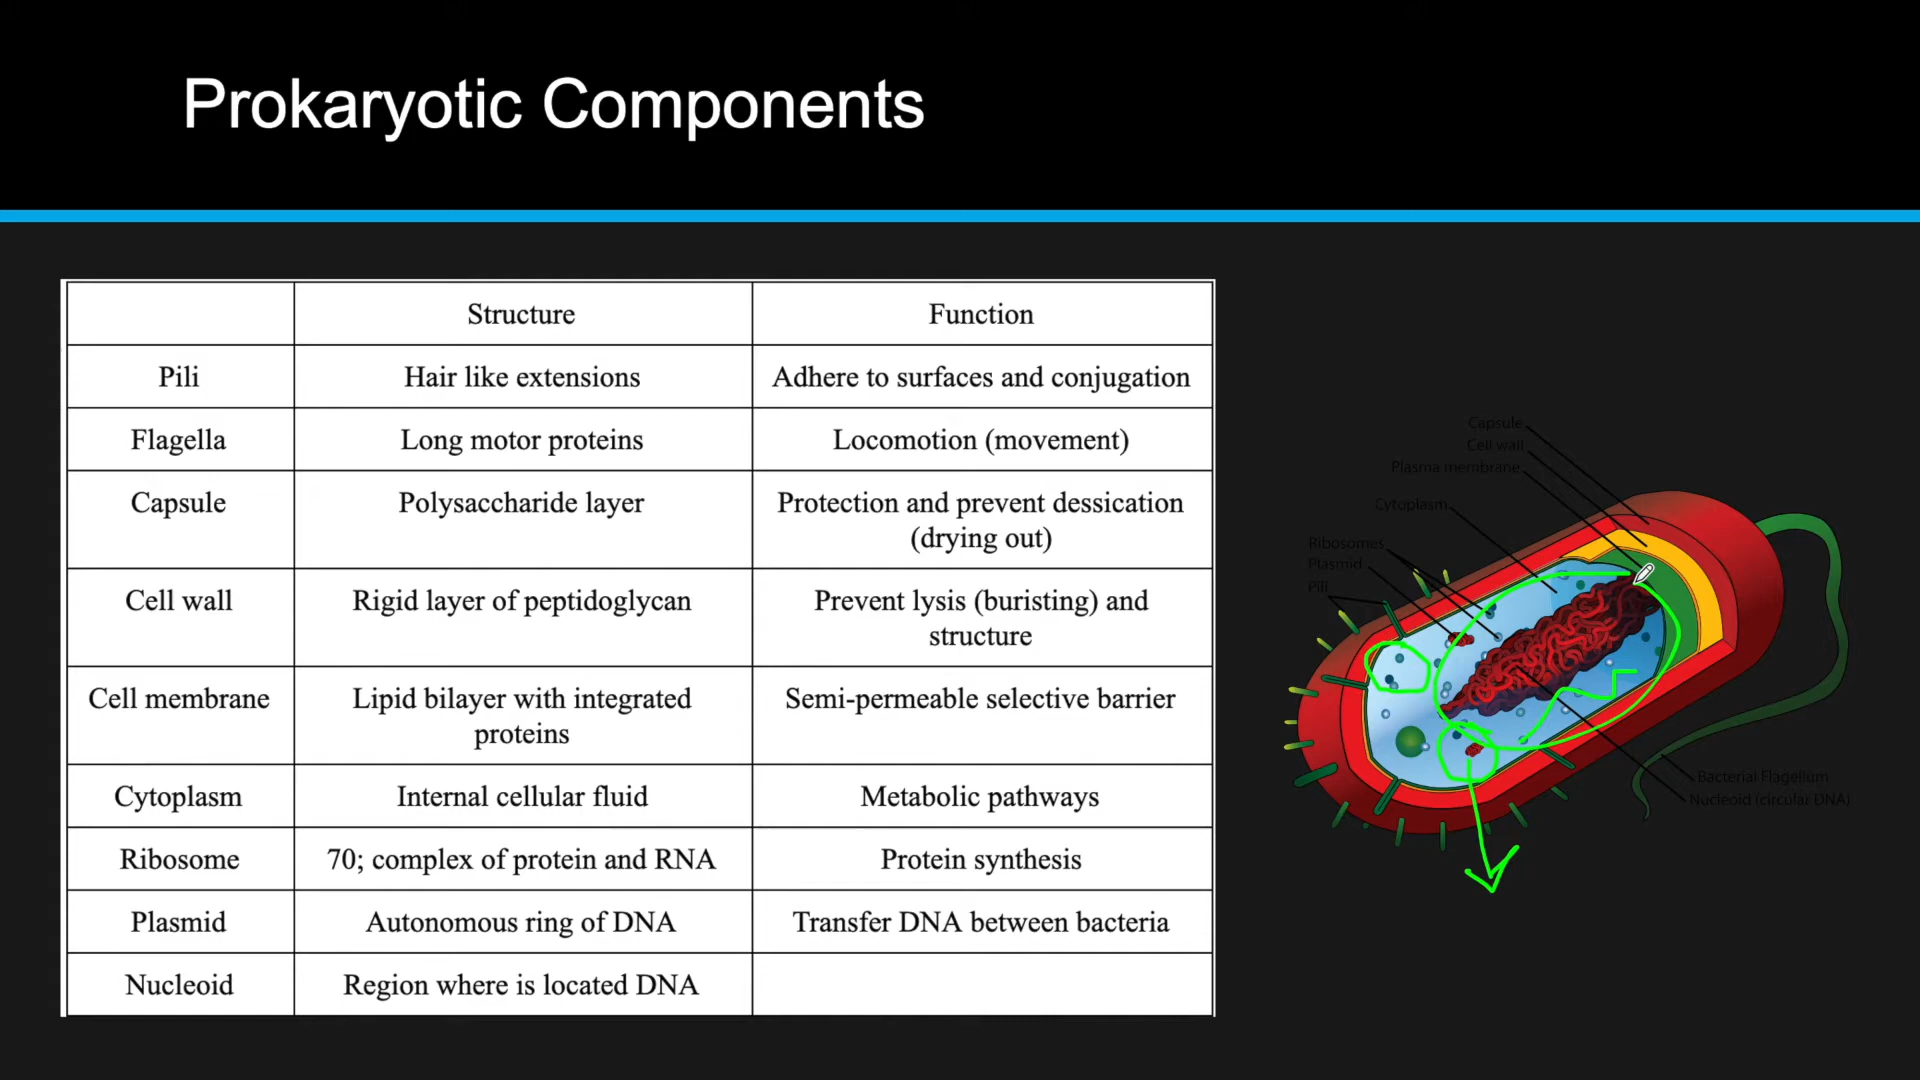 Prokaryotic Components
Structure Function
Pili Hair like extensions Adhere to surfaces and conjugation
Flagella Long motor proteins Locomotion (movement)
Capsule Polysaccharide layer Protection and prevent dessication
(drying out)
Cell wall Rigid layer of peptidoglycan Prevent lysis (buristing) and
structure
Cell membrane Lipid bilayer with integrated Semi-permeable selective barrier
proteins
Cytoplasm Internal cellular fluid Metabolic pathways
Ribosome 70; complex of protein and RNA Protein synthesis
Plasmid Autonomous ring of DNA Transfer DNA between bacteria
Nucleoid Region where is located DNA
Capsule
Cell wall
Plasma membrane
Cytoplasm
Ribosomes
Plasmid
Pili
Bacterial Flagellum
Nucleoid (circular DNA)